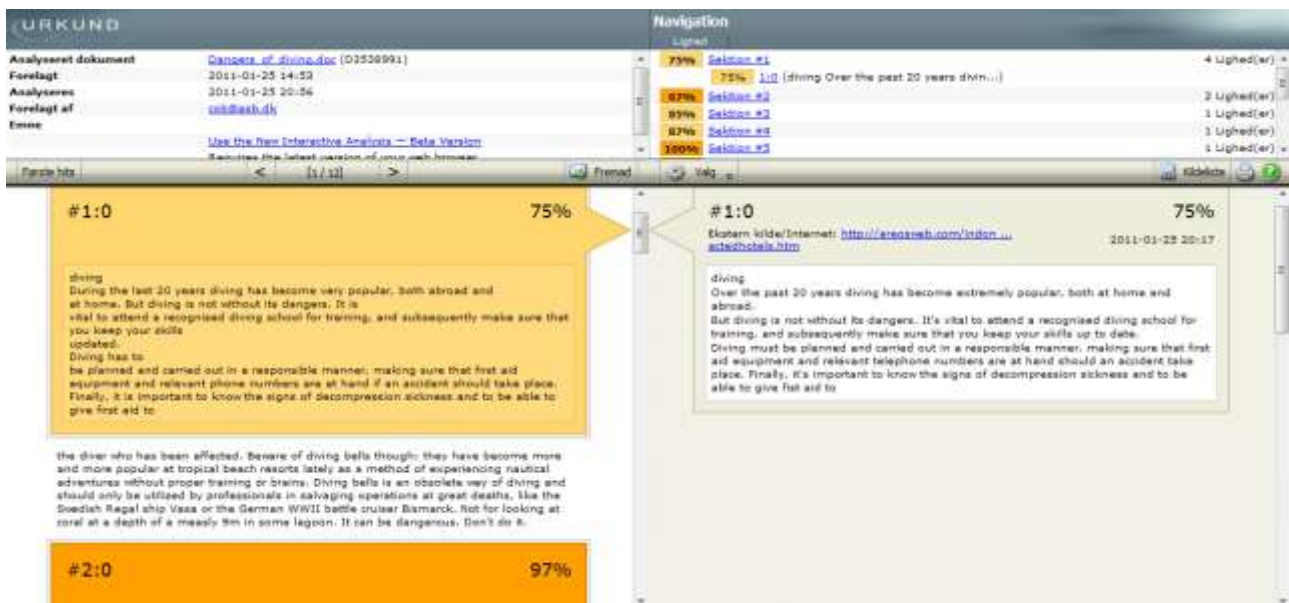 URKUND
Navigation
Lighed
Analyseret dokument Dangers of diving.doc (D3538991)
Forelagt 2011-01-25 14:53
Analyseres 2011-01-25 20:56
Forelagt af
Emne
Use the New Interactive Analysis — Beta Version
Requires the latest version of your web browser
75% Sektion #1 4 Lighed(er)
75% 1:0 (diving Over the past 20 years divin...)
Sektion #2 2 Lighed(er)
Sektion #3 1 Lighed(er)
87% Sektion #4 1 Lighed(er)
100% Sektion #5 1 Lighed(er)
Første hits < [1/12] > Fremad Valg Kildeliste
#1:0 75%
diving
During the last 20 years diving has become very popular, both abroad and
at home. But diving is not without its dangers. It is
vital to attend a recognised diving school for training, and subsequently make sure that
you keep your skills
updated.
Diving has to
be planned and carried out in a responsible manner, making sure that first aid
equipment and relevant phone numbers are at hand if an accident should take place.
Finally, it is important to know the signs of decompression sickness and to be able to
give first aid to
the diver who has been affected. Beware of diving bells though: they have become more
and more popular at tropical beach resorts lately as a method of experiencing nautical
adventures without proper training or brains. Diving bells is an obsolete way of diving and
should only be utilized by professionals in salvaging operations at great deaths, like the
Swedish Regal ship Vasa or the German WWII battle cruiser Bismarck. Not for looking at
coral at a depth of a measly 9m in some lagoon. It can be dangerous. Don't do it.
#2:0 97%
#1:0 75%
Ekstern kilde/Internet: 2011-01-25 20:17
diving
Over the past 20 years diving has become extremely popular, both at home and
abroad.
But diving is not without its dangers. It's vital to attend a recognised diving school for
training, and subsequently make sure that you keep your skills up to date.
Diving must be planned and carried out in a responsible manner, making sure that first
aid equipment and relevant telephone numbers are at hand should an accident take
place. Finally, it's important to know the signs of decompression sickness and to be
able to give fist aid to